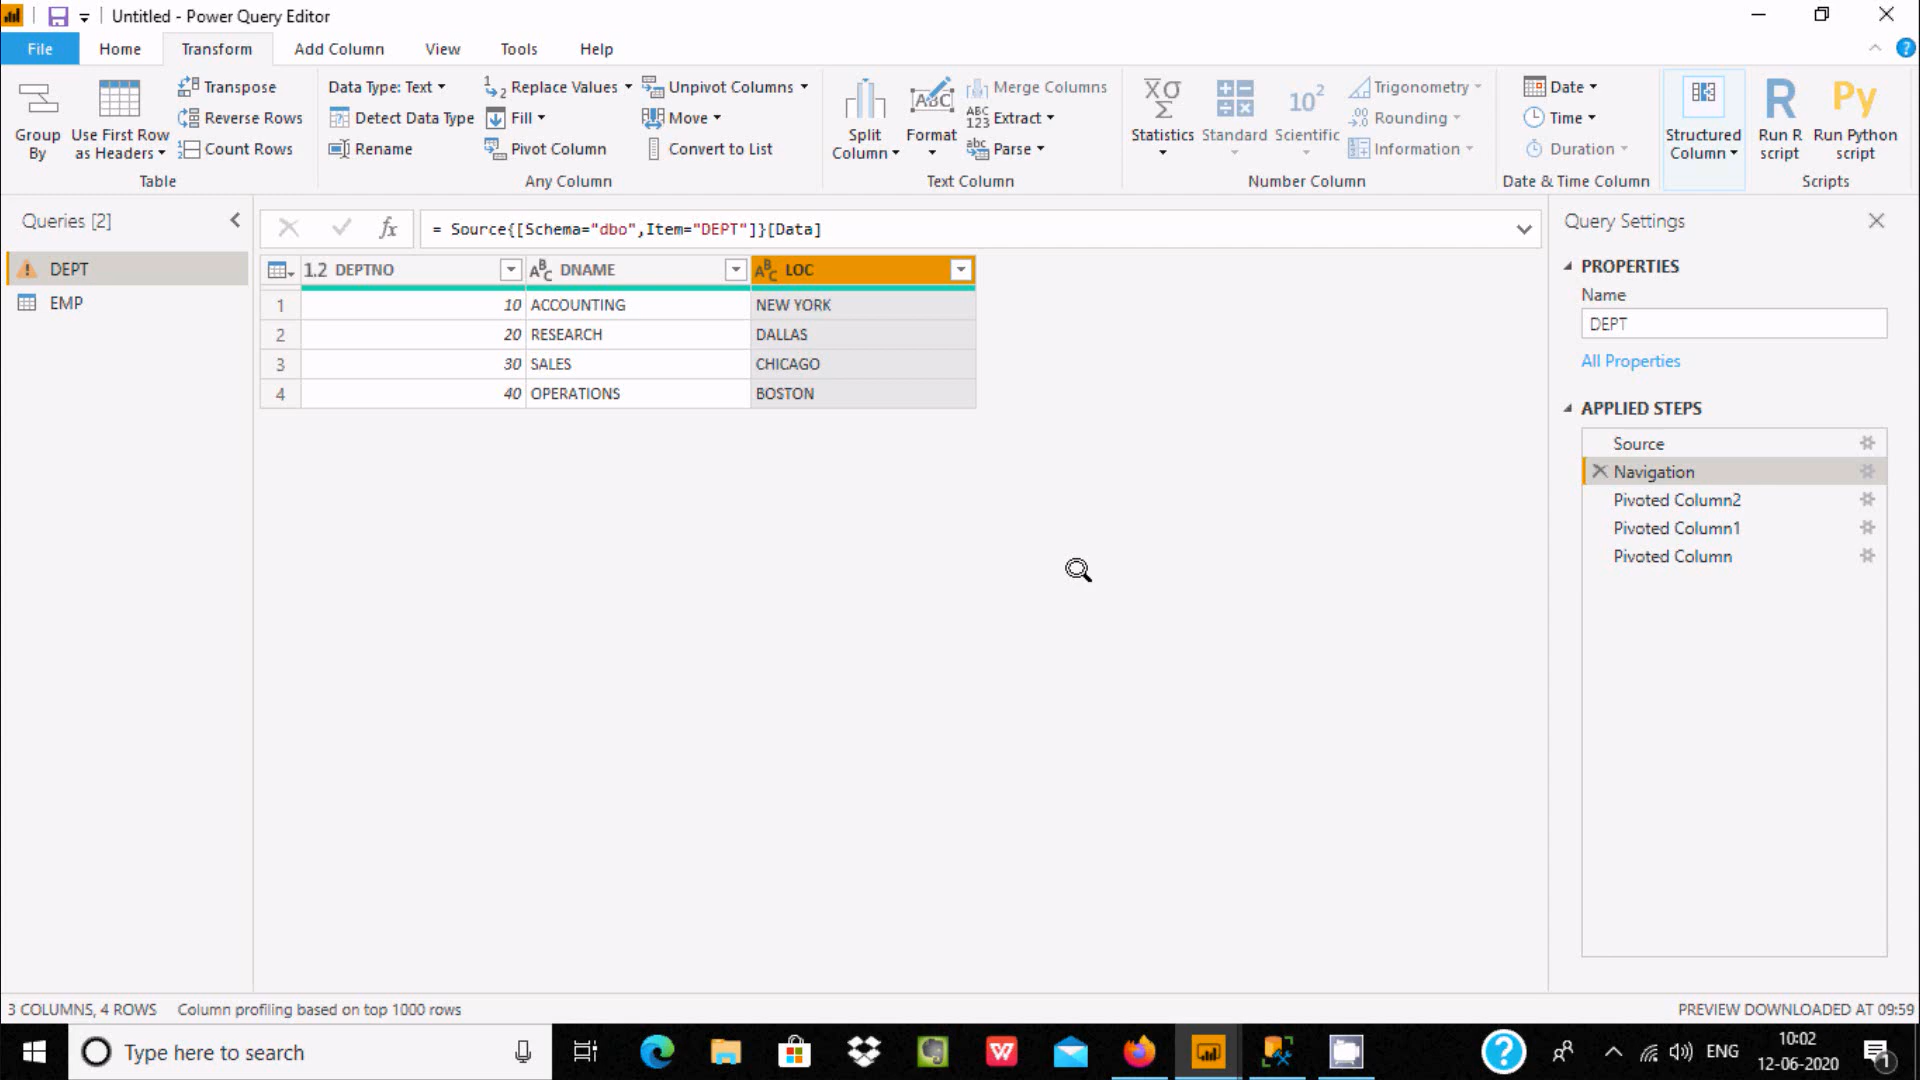 Untitled - Power Query Editor
File Home Transform Add Column View Tools Help
Group By
Use First Row as Headers
Transpose
Reverse Rows
Count Rows
Table
Data Type: Text
Detect Data Type
Rename
Replace Values
Fill
Pivot Column
Unpivot Columns
Move
Convert to List
Any Column
Split Column
Format
Merge Columns
Extract
Parse
Text Column
Statistics
Standard
Scientific
Trigonometry
Rounding
Information
Number Column
Date
Time
Duration
Date & Time Column
Structured Column
Run R script
Run Python script
Scripts
Queries [2]
DEPT
EMP
= Source{[Schema="dbo",Item="DEPT"]}[Data]
1.2 DEPTNO ABC DNAME ABC LOC
1 10 ACCOUNTING NEW YORK
2 20 RESEARCH DALLAS
3 30 SALES CHICAGO
4 40 OPERATIONS BOSTON
Query Settings
PROPERTIES
Name
DEPT
All Properties
APPLIED STEPS
Source
Navigation
Pivoted Column2
Pivoted Column1
Pivoted Column
3 COLUMNS, 4 ROWS Column profiling based on top 1000 rows
PREVIEW DOWNLOADED AT 09:59
Type here to search
ENG
10:02
12-06-2020
1